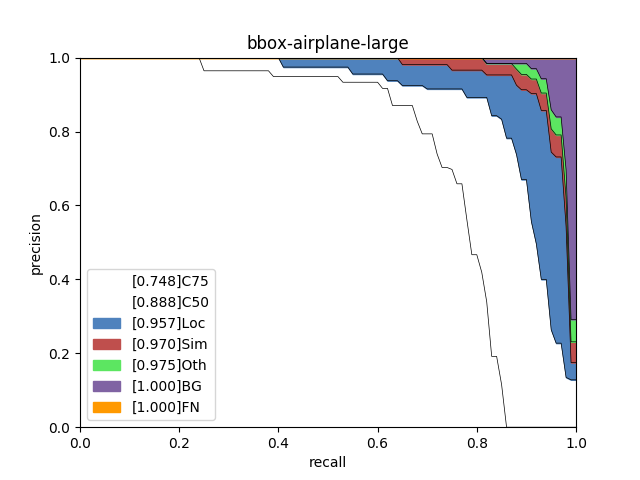 bbox-airplane-large
precision
1.0
0.8
0.6
0.4
0.2
0.0
[0.748]C75
[0.888]C50
[0.957]Loc
[0.970]Sim
[0.975]Oth
[1.000]BG
[1.000]FN
0.0 0.2 0.4 0.6 0.8 1.0
recall